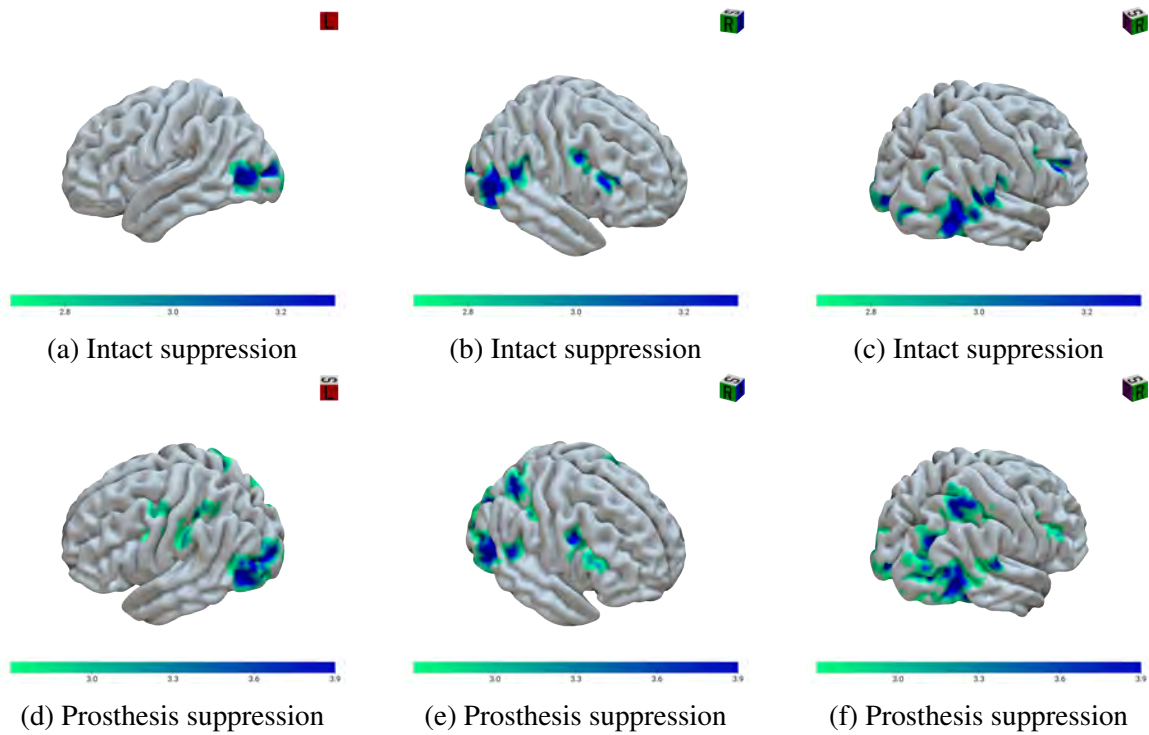 L
S R
S R
2.8 3.0 3.2
2.8 3.0 3.2
2.8 3.0 3.2
(a) Intact suppression
(b) Intact suppression
(c) Intact suppression
S L
S R
S R
3.0 3.3 3.6 3.9
3.0 3.3 3.6 3.9
3.0 3.3 3.6 3.9
(d) Prosthesis suppression
(e) Prosthesis suppression
(f) Prosthesis suppression